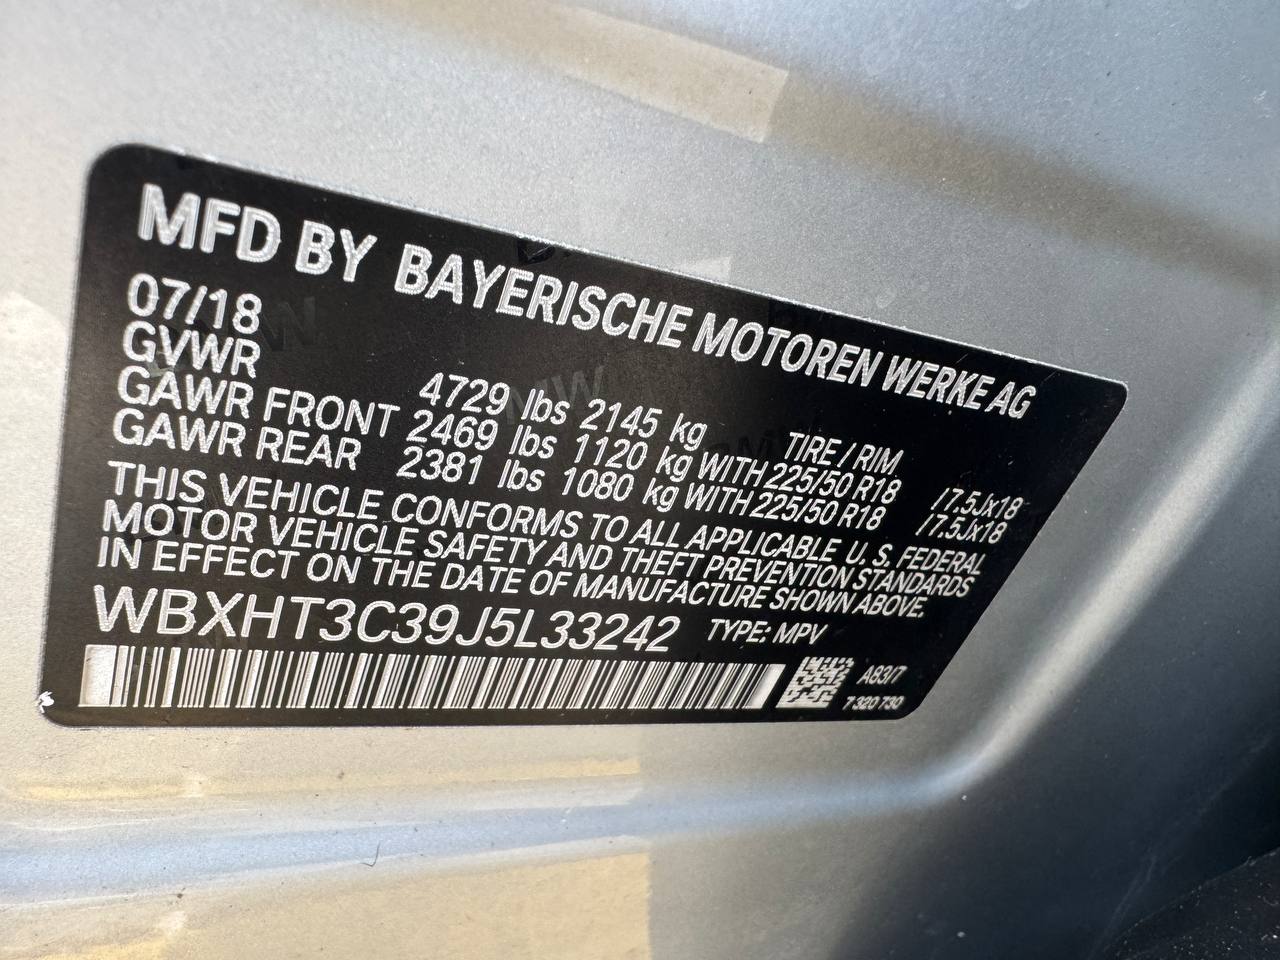 MFD BY BAYERISCHE MOTOREN WERKE AG
07/18
GVWR 4729 lbs 2145 kg TIRE / RIM
GAWR FRONT 2469 lbs 1120 kg WITH 225/50 R18 / 7.5Jx18
GAWR REAR 2381 lbs 1080 kg WITH 225/50 R18 / 7.5Jx18
THIS VEHICLE CONFORMS TO ALL APPLICABLE U. S. FEDERAL
MOTOR VEHICLE SAFETY AND THEFT PREVENTION STANDARDS
IN EFFECT ON THE DATE OF MANUFACTURE SHOWN ABOVE.
WBXHT3C39J5L33242 TYPE: MPV
A83/7
7 320 730